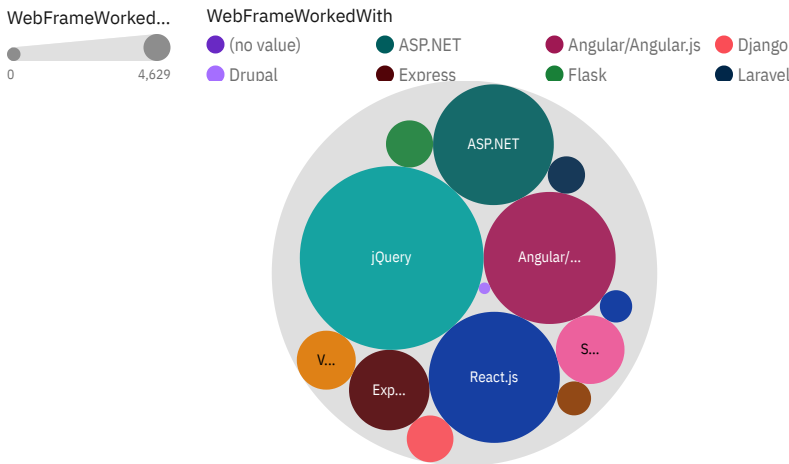 WebFrameWorked...
0
4,629
WebFrameWorkedWith
(no value)
ASP.NET
Angular/Angular.js
Django
Drupal
Express
Flask
Laravel
ASP.NET
jQuery
Angular/...
React.js
S...
V...
Exp...